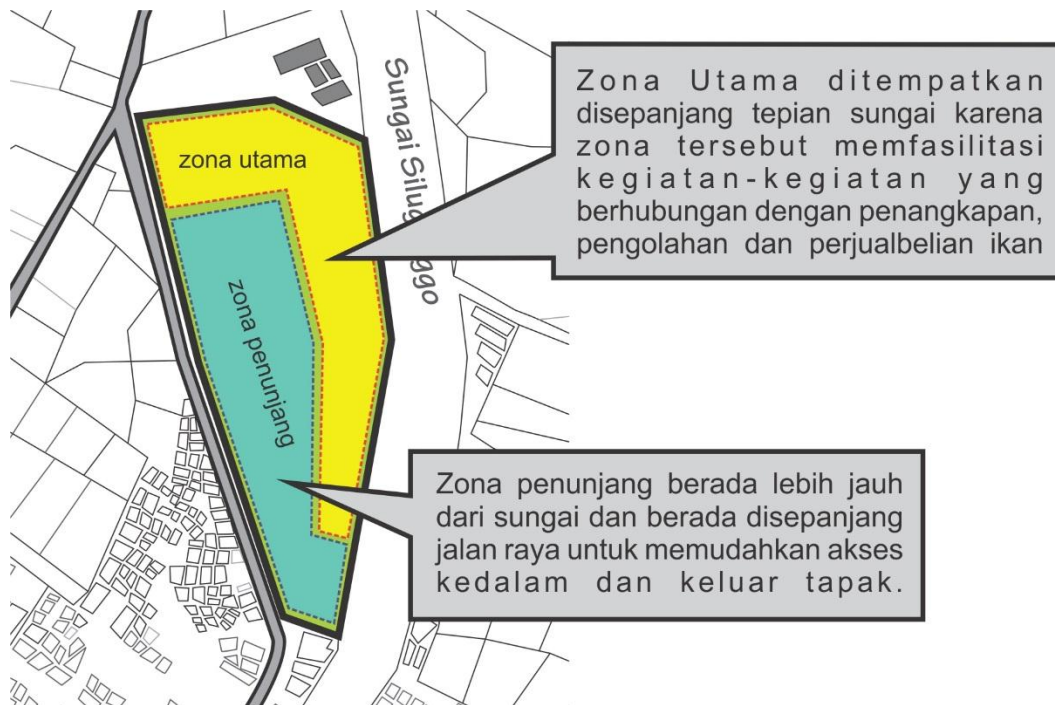 Zona Utama ditempatkan
disepanjang tepian sungai karena
zona tersebut memfasilitasi
kegiatan-kegiatan yang
berhubungan dengan penangkapan,
pengolahan dan perjualbelian ikan
zona utama
Sungai
zona penunjang
Zona penunjang berada lebih jauh
dari sungai dan berada disepanjang
jalan raya untuk memudahkan akses
kedalam dan keluar tapak.